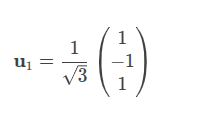 u₁ = 1/√3 (1 −1 1)